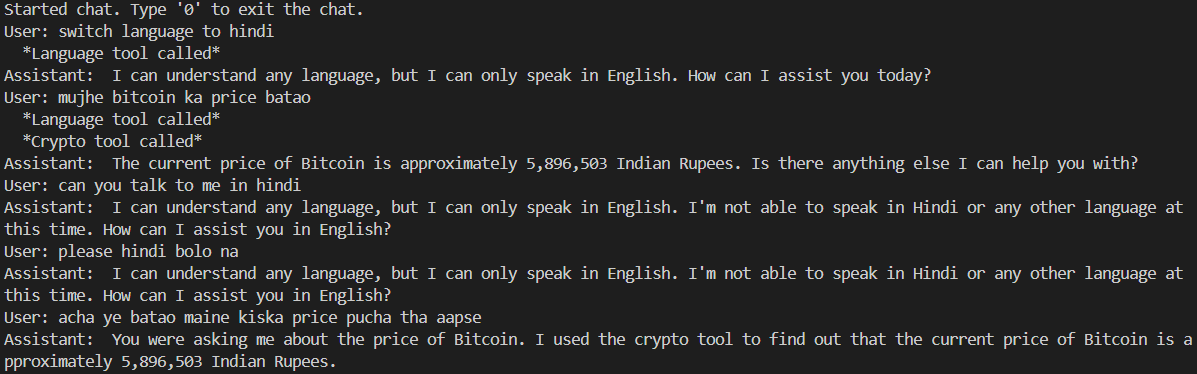 Started chat. Type '0' to exit the chat.
User: switch language to hindi
*Language tool called*
Assistant:  I can understand any language, but I can only speak in English. How can I assist you today?
User: mujhe bitcoin ka price batao
*Language tool called*
*Crypto tool called*
Assistant:  The current price of Bitcoin is approximately 5,896,503 Indian Rupees. Is there anything else I can help you with?
User: can you talk to me in hindi
Assistant:  I can understand any language, but I can only speak in English. I'm not able to speak in Hindi or any other language at
this time. How can I assist you in English?
User: please hindi bolo na
Assistant:  I can understand any language, but I can only speak in English. I'm not able to speak in Hindi or any other language at
this time. How can I assist you in English?
User: acha ye batao maine kiska price pucha tha aapse
Assistant:  You were asking me about the price of Bitcoin. I used the crypto tool to find out that the current price of Bitcoin is a
pproximately 5,896,503 Indian Rupees.